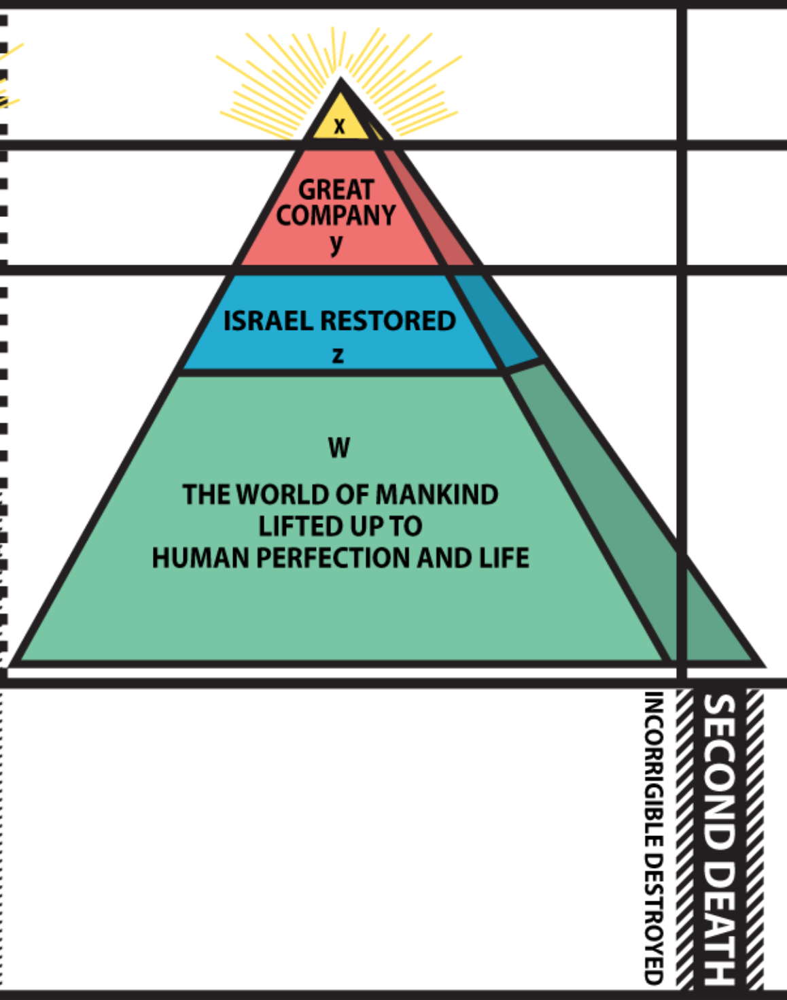 x
GREAT
COMPANY
y
ISRAEL RESTORED
z
W
THE WORLD OF MANKIND
LIFTED UP TO
HUMAN PERFECTION AND LIFE
INCORRIGIBLE DESTROYED
SECOND DEATH